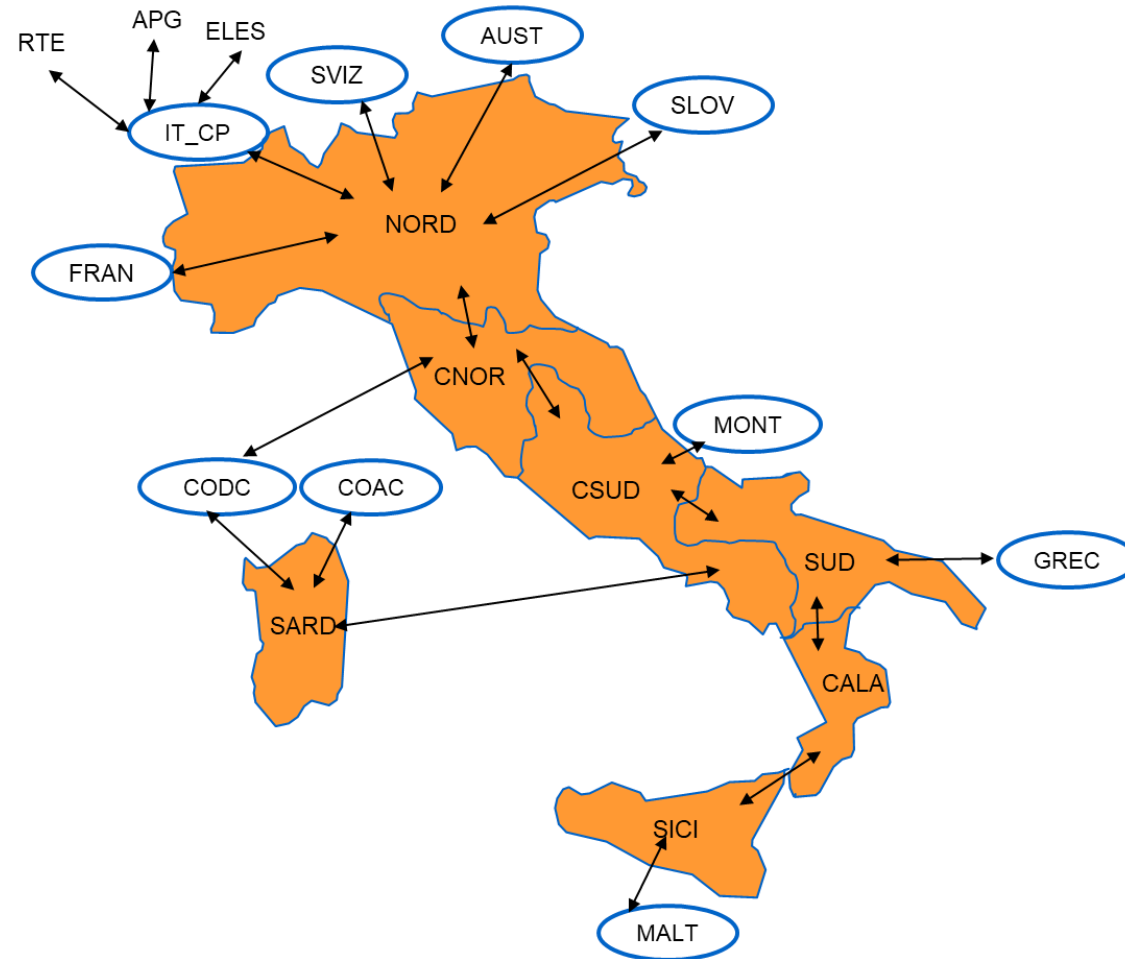 APG
ELES
RTE
AUST
SVIZ
SLOV
IT_CP
NORD
FRAN
CNOR
MONT
CODC
COAC
CSUD
SUD
GREC
SARD
CALA
SICI
MALT